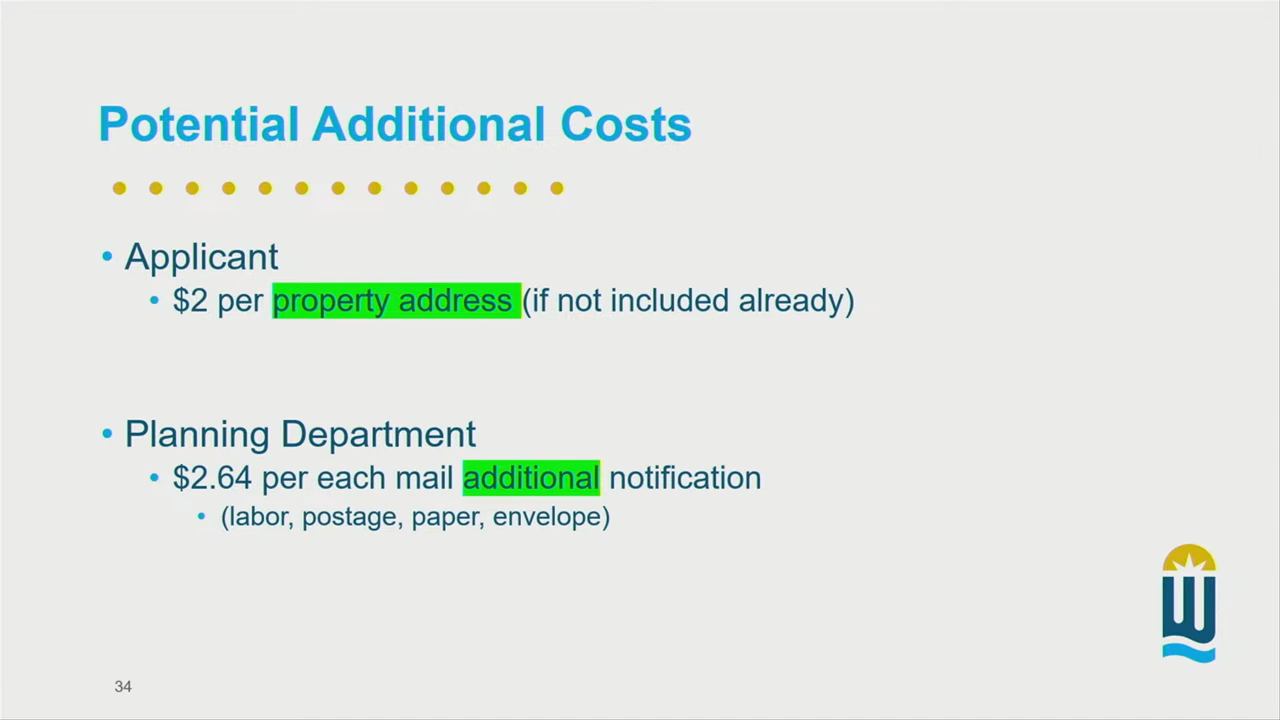 Potential Additional Costs
• Applicant
• $2 per property address (if not included already)
• Planning Department
• $2.64 per each mail additional notification
• (labor, postage, paper, envelope)
W
34